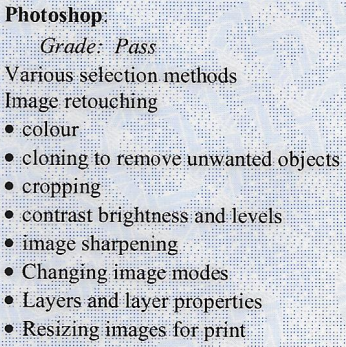 Photoshop:
Grade: Pass
Various selection methods
Image retouching
• colour
• cloning to remove unwanted objects
• cropping
• contrast brightness and levels
• image sharpening
• Changing image modes
• Layers and layer properties
• Resizing images for print